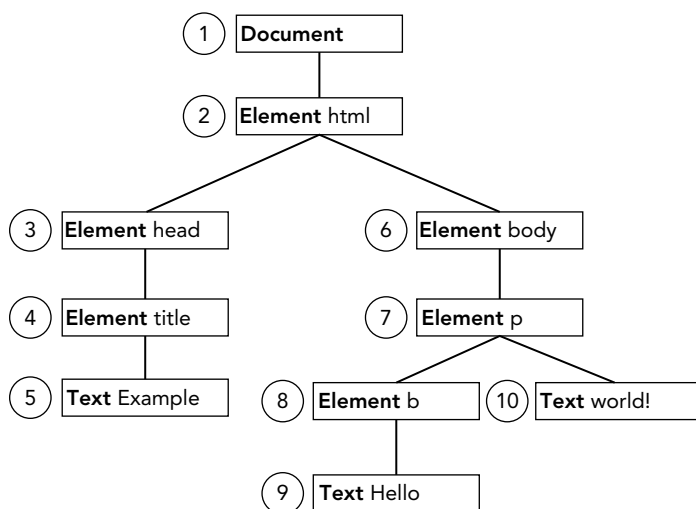 1 Document
2 Element html
3 Element head
6 Element body
4 Element title
7 Element p
5 Text Example
8 Element b
10 Text world!
9 Text Hello